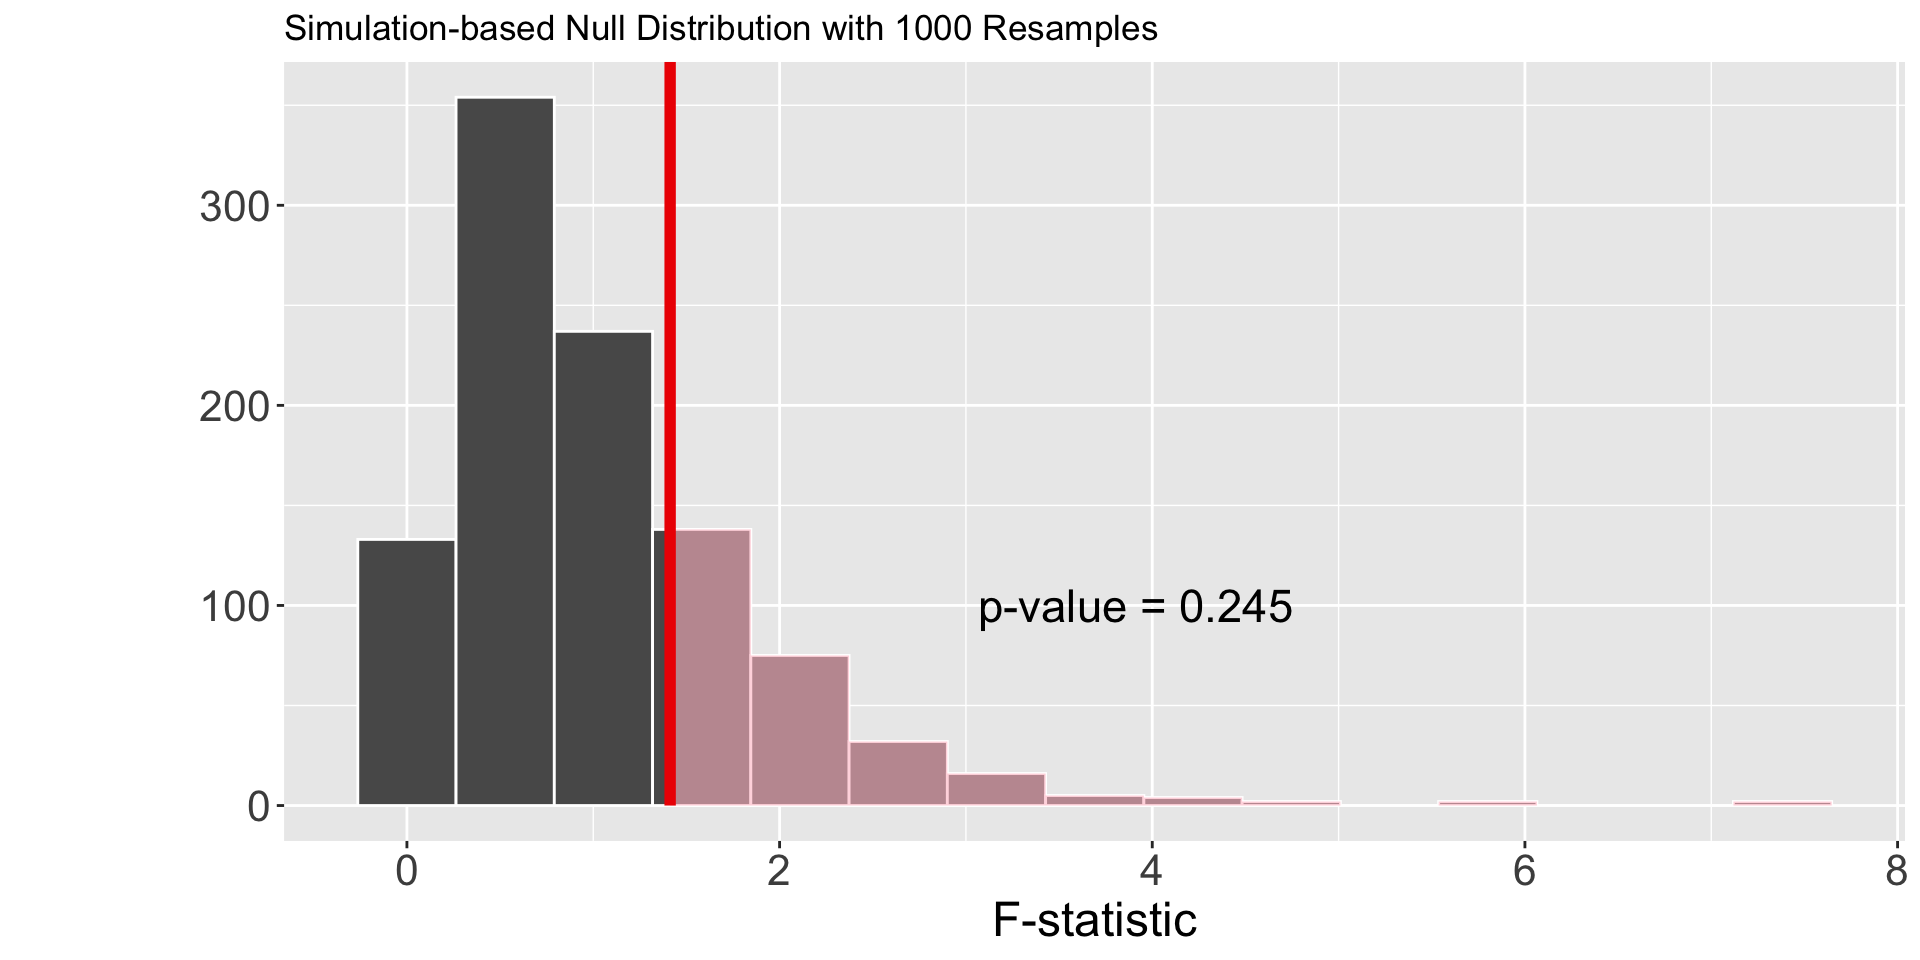 Simulation-based Null Distribution with 1000 Resamples
300
200
p-value = 0.245
100
0
0 2 4 6 8
F-statistic